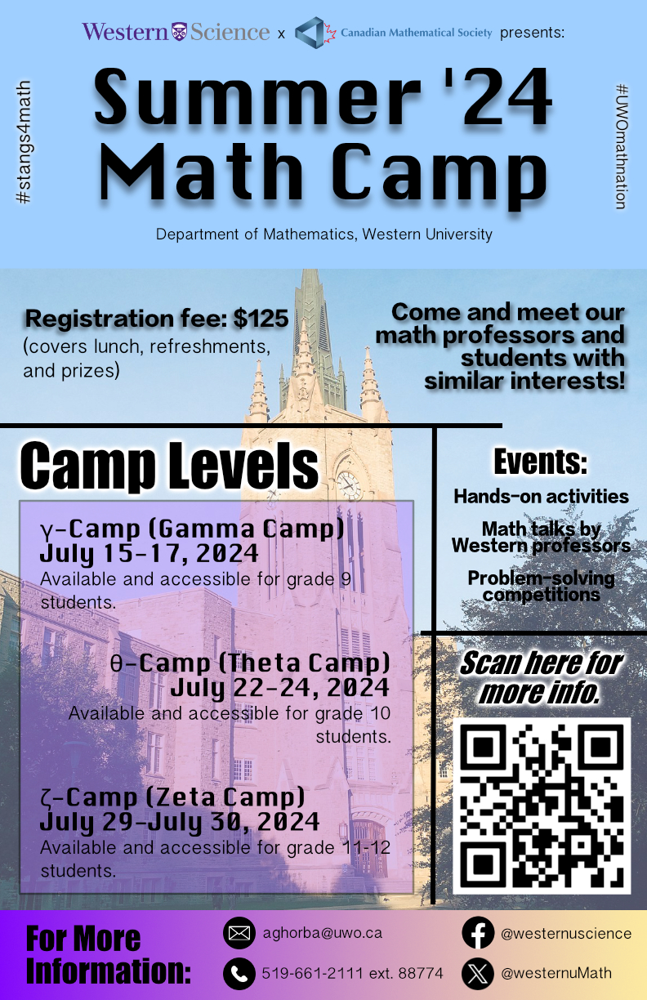 Western Science x Canadian Mathematical Society presents:
#stangs4math
Summer '24
Math Camp
#UWOmathnation
Department of Mathematics, Western University
Registration fee: $125
(covers lunch, refreshments,
and prizes)
Come and meet our
math professors and
students with
similar interests!
Camp Levels
γ-Camp (Gamma Camp)
July 15-17, 2024
Available and accessible for grade 9
students.
θ-Camp (Theta Camp)
July 22-24, 2024
Available and accessible for grade 10
students.
ζ-Camp (Zeta Camp)
July 29-July 30, 2024
Available and accessible for grade 11-12
students.
Events:
Hands-on activities
Math talks by
Western professors
Problem-solving
competitions
Scan here for
more info.
For More
Information:
aghorba@uwo.ca
519-661-2111 ext. 88774
@westernuscience
@westernuMath